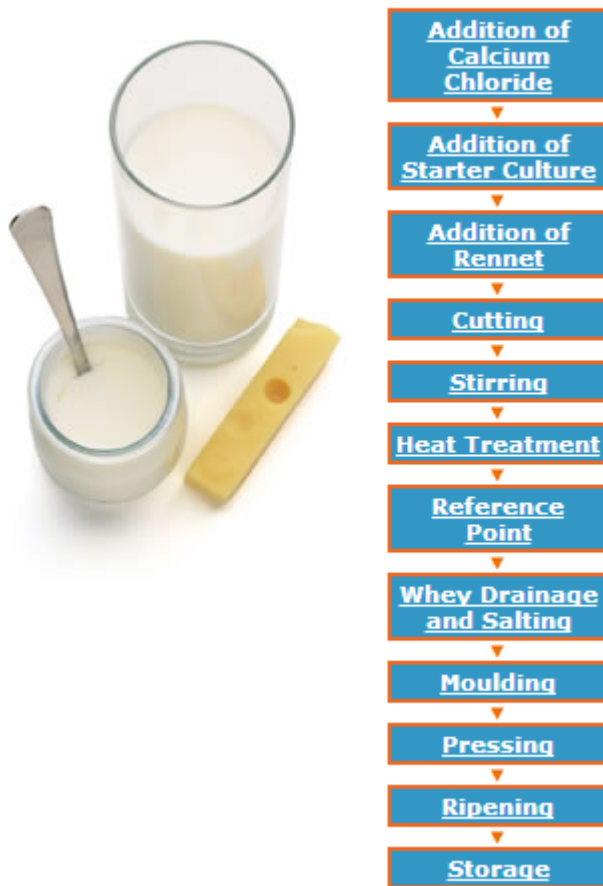 Addition of
Calcium
Chloride
Addition of
Starter Culture
Addition of
Rennet
Cutting
Stirring
Heat Treatment
Reference
Point
Whey Drainage
and Salting
Moulding
Pressing
Ripening
Storage